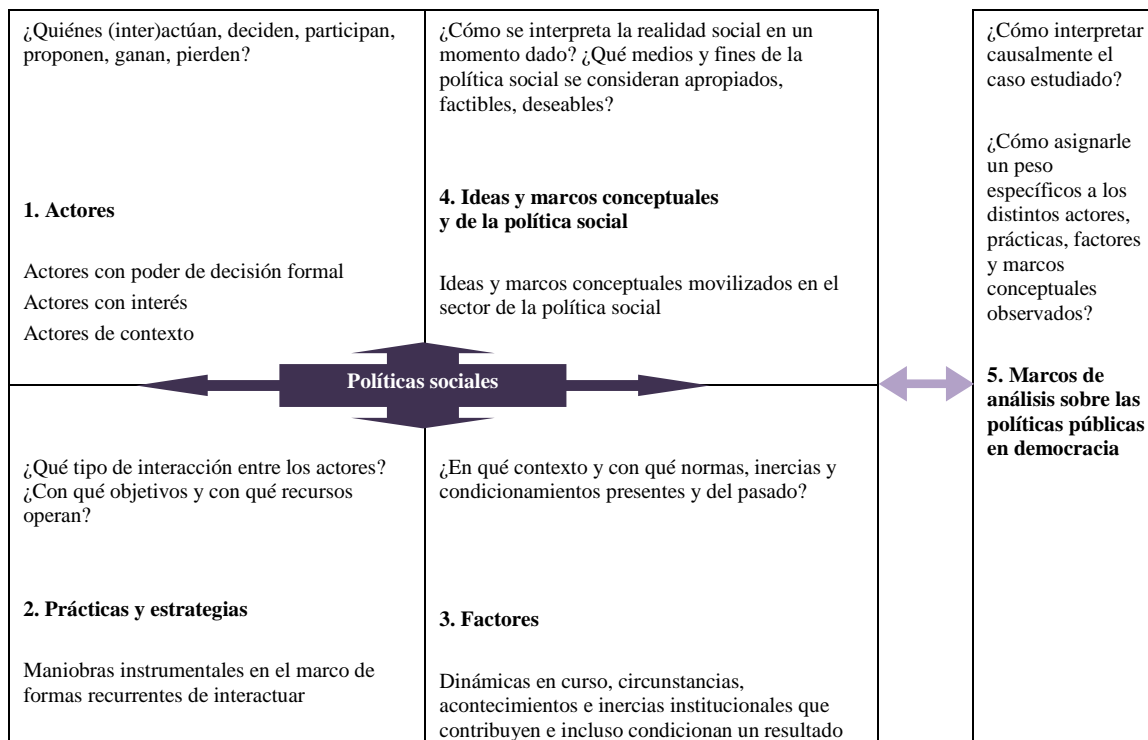 ¿Quiénes (inter)actúan, deciden, participan,
proponen, ganan, pierden?
1. Actores
Actores con poder de decisión formal
Actores con interés
Actores de contexto
¿Cómo se interpreta la realidad social en un
momento dado? ¿Qué medios y fines de la
política social se consideran apropiados,
factibles, deseables?
4. Ideas y marcos conceptuales
y de la política social
Ideas y marcos conceptuales movilizados en el
sector de la política social
Políticas sociales
¿Qué tipo de interacción entre los actores?
¿Con qué objetivos y con qué recursos
operan?
2. Prácticas y estrategias
Maniobras instrumentales en el marco de
formas recurrentes de interactuar
¿En qué contexto y con qué normas, inercias y
condicionamientos presentes y del pasado?
3. Factores
Dinámicas en curso, circunstancias,
acontecimientos e inercias institucionales que
contribuyen e incluso condicionan un resultado
¿Cómo interpretar
causalmente el
caso estudiado?
¿Cómo asignarle
un peso
específicos a los
distintos actores,
prácticas, factores
y marcos
conceptuales
observados?
5. Marcos de
análisis sobre las
políticas públicas
en democracia